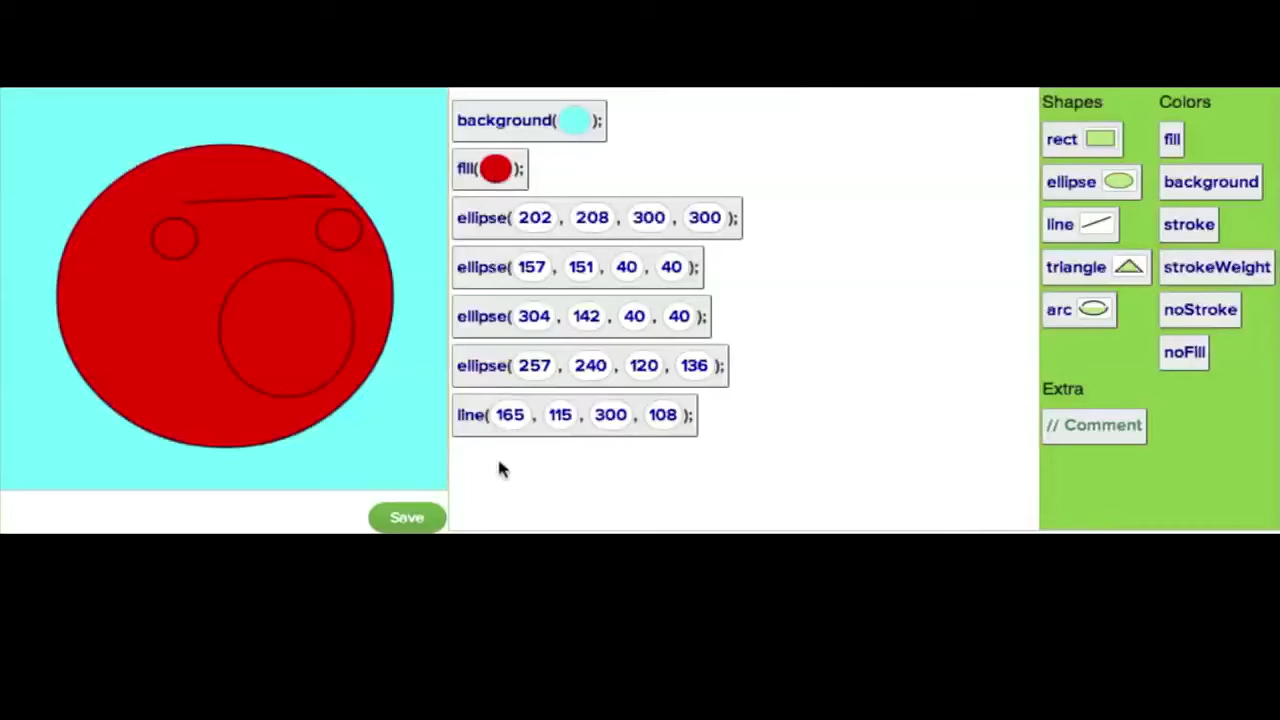 background( );
fill( );
ellipse( 202 , 208 , 300 , 300 );
ellipse( 157 , 151 , 40 , 40 );
ellipse( 304 , 142 , 40 , 40 );
ellipse( 257 , 240 , 120 , 136 );
line( 165 , 115 , 300 , 108 );
Save
Shapes
rect
ellipse
line
triangle
arc
Colors
fill
background
stroke
strokeWeight
noStroke
noFill
Extra
// Comment